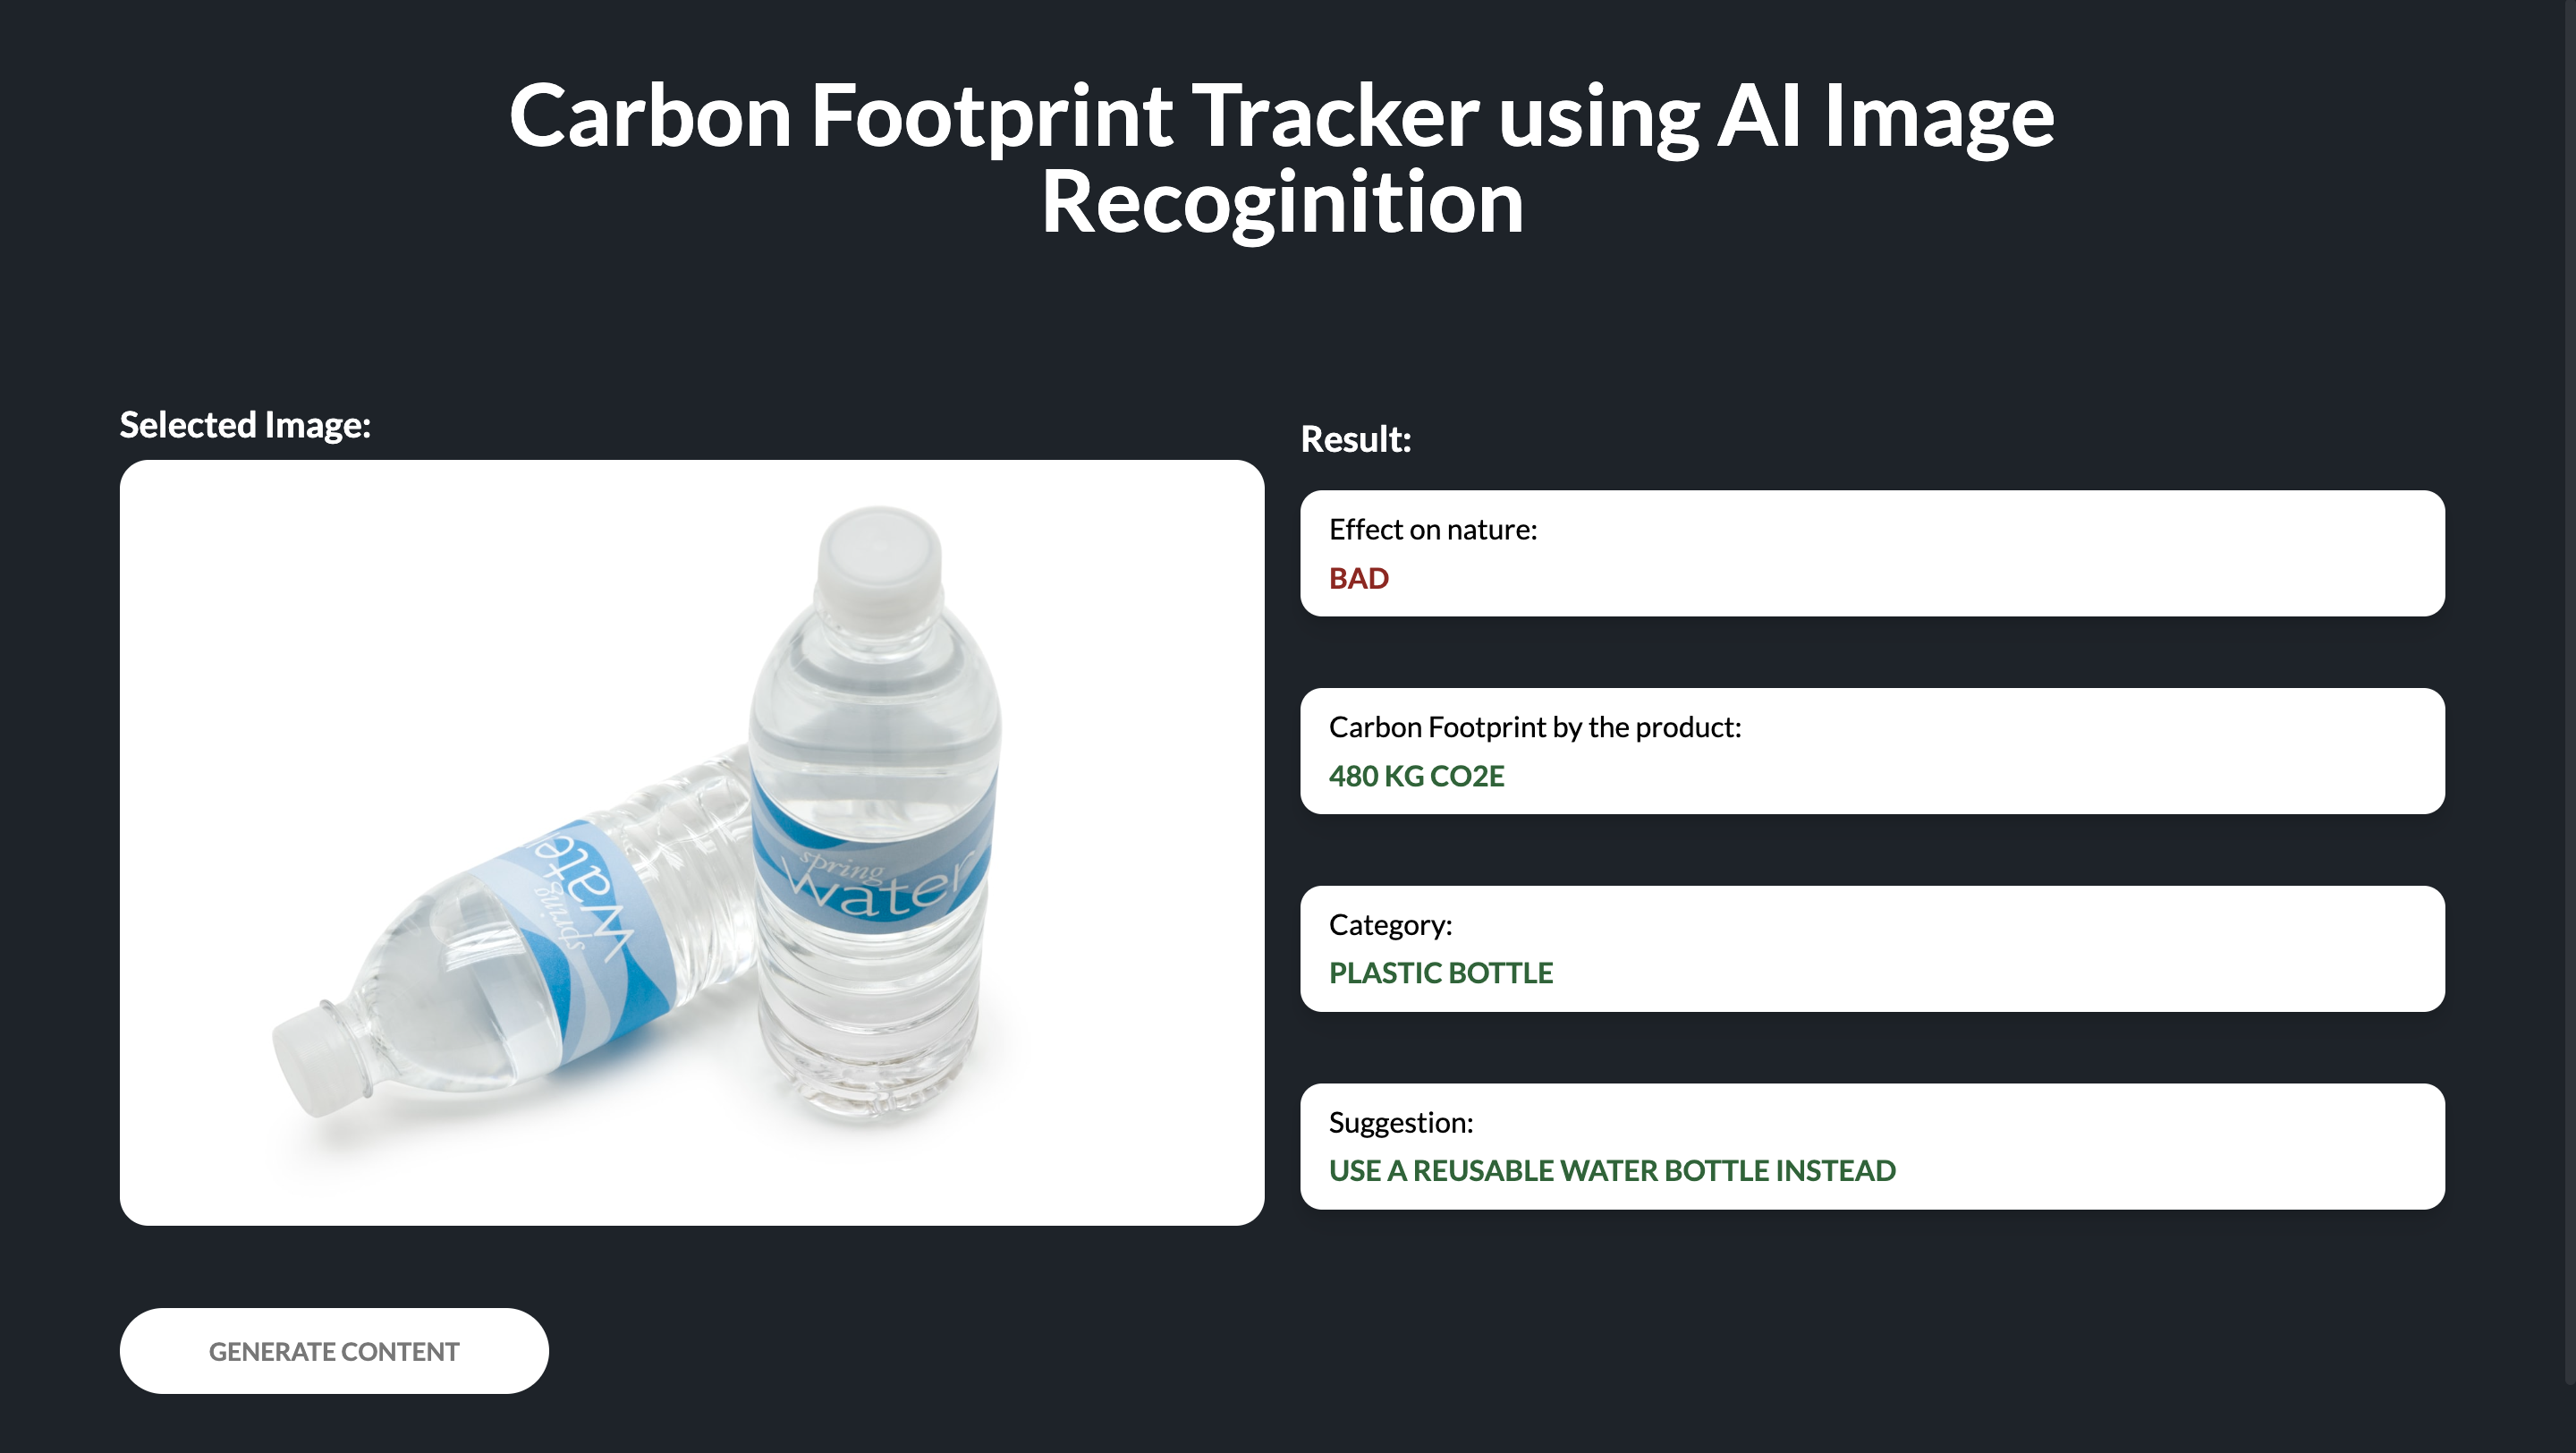 Carbon Footprint Tracker using AI Image
Recoginition
Selected Image:
spring
water
spring
wate
Result:
Effect on nature:
BAD
Carbon Footprint by the product:
480 KG CO2E
Category:
PLASTIC BOTTLE
Suggestion:
USE A REUSABLE WATER BOTTLE INSTEAD
GENERATE CONTENT